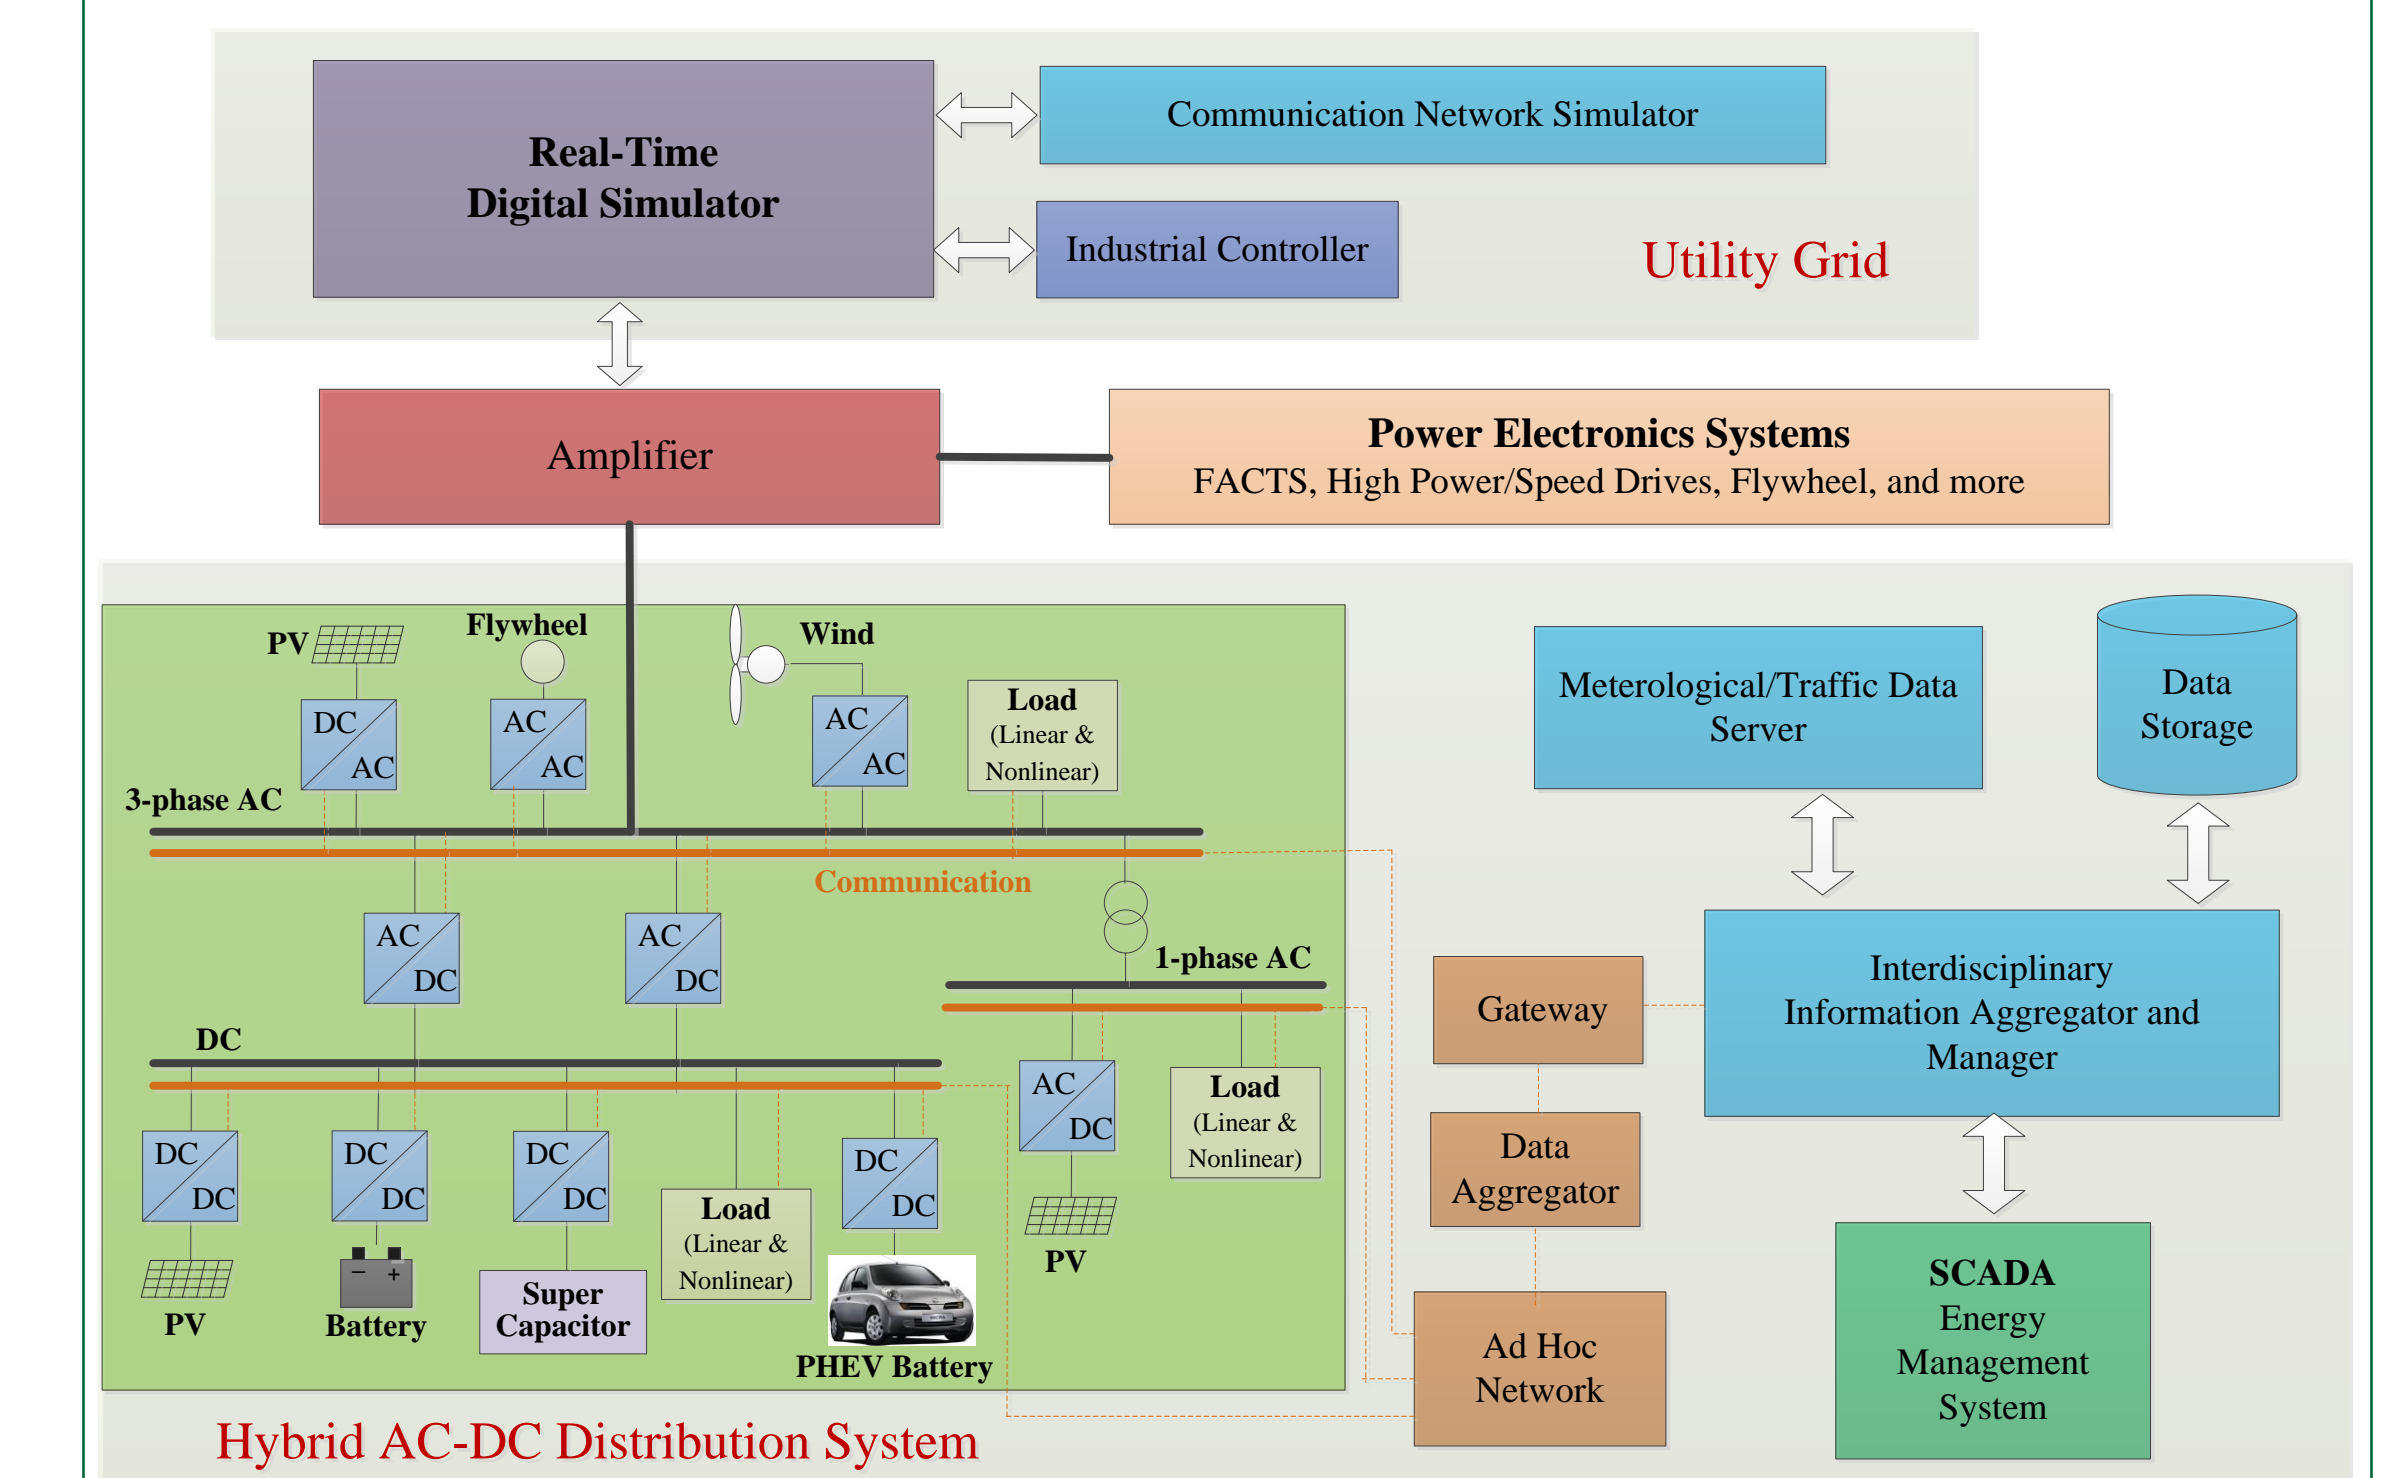 Real-Time
Digital Simulator
Communication Network Simulator
Industrial Controller
Utility Grid
Amplifier
Power Electronics Systems
FACTS, High Power/Speed Drives, Flywheel, and more
PV
Flywheel
Wind
DC
AC
AC
AC
AC
AC
Load
(Linear &
Nonlinear)
3-phase AC
Communication
AC
DC
AC
DC
1-phase AC
DC
AC
DC
Load
(Linear &
Nonlinear)
PV
DC
DC
DC
DC
DC
DC
Load
(Linear &
Nonlinear)
DC
DC
PV
− +
Battery
Super
Capacitor
PHEV Battery
Hybrid AC-DC Distribution System
Meterological/Traffic Data
Server
Data
Storage
Interdisciplinary
Information Aggregator and
Manager
Gateway
Data
Aggregator
Ad Hoc
Network
SCADA
Energy
Management
System